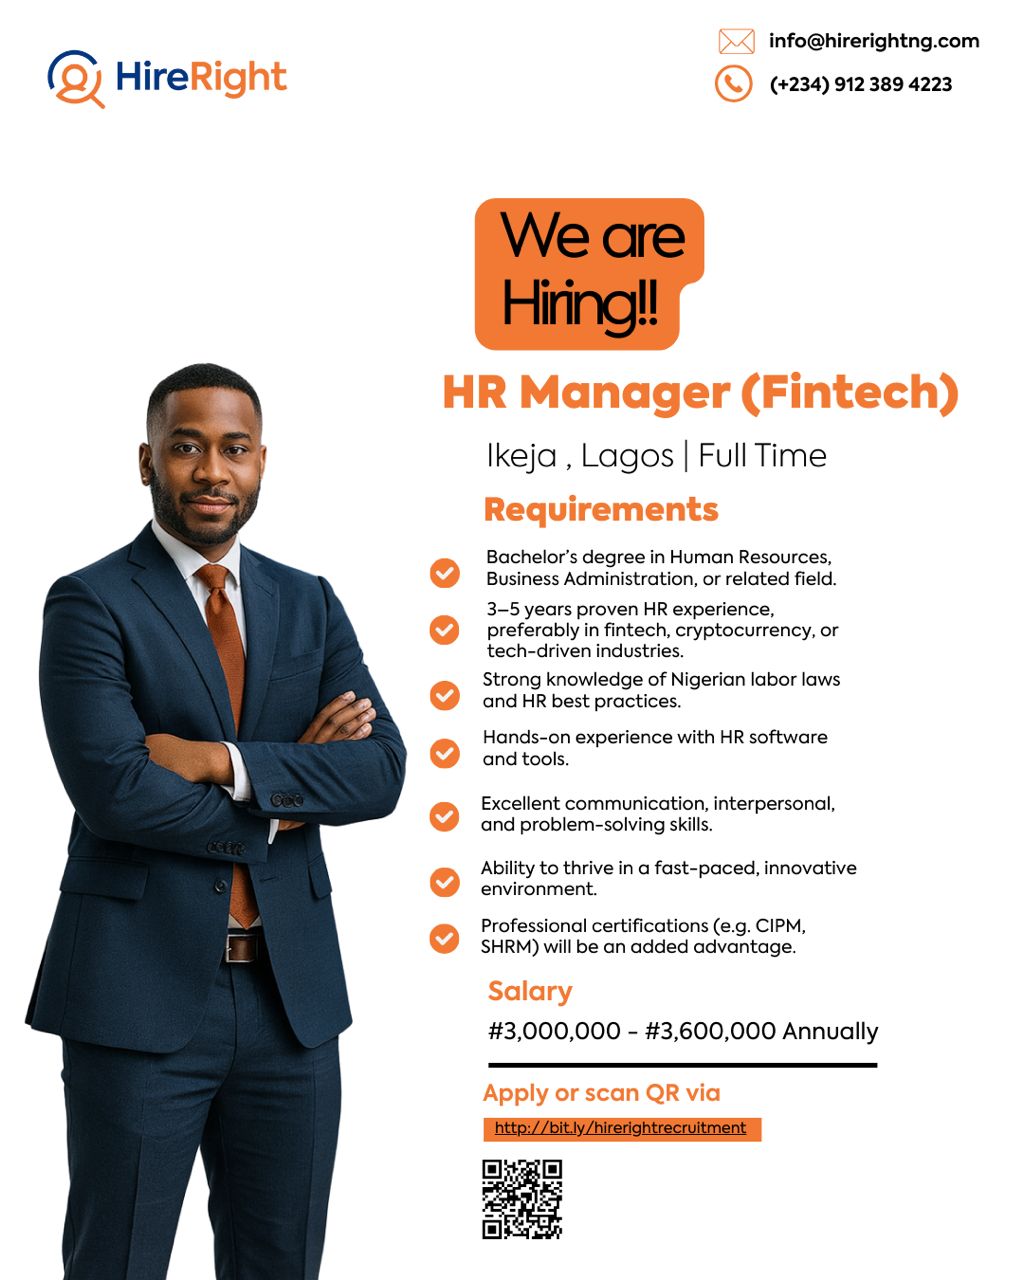 HireRight
info@hirerightng.com
(+234) 912 389 4223
We are
Hiring!!
HR Manager (Fintech)
Ikeja , Lagos | Full Time
Requirements
Bachelor's degree in Human Resources,
Business Administration, or related field.
3–5 years proven HR experience,
preferably in fintech, cryptocurrency, or
tech-driven industries.
Strong knowledge of Nigerian labor laws
and HR best practices.
Hands-on experience with HR software
and tools.
Excellent communication, interpersonal,
and problem-solving skills.
Ability to thrive in a fast-paced, innovative
environment.
Professional certifications (e.g. CIPM,
SHRM) will be an added advantage.
Salary
#3,000,000 - #3,600,000 Annually
Apply or scan QR via
http://bit.ly/hirerightrecruitment